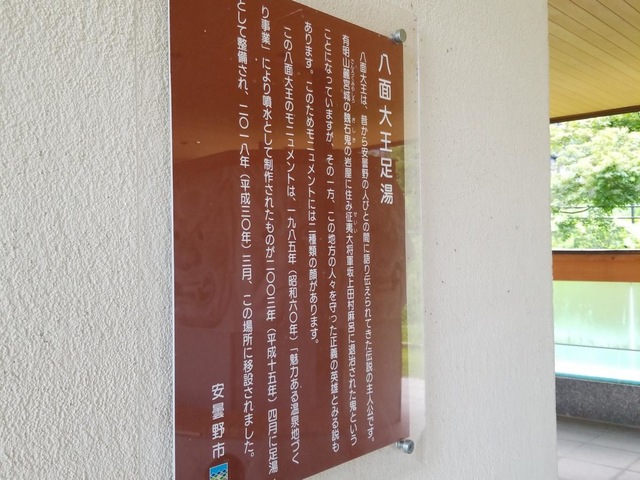 八面大王足湯
八面大王は、昔から安曇野の人びとの間に語り伝えられてきた伝説の主人公です。
有明山麓宮城の魏石鬼の岩屋に住み征夷大将軍坂上田村麻呂に退治された鬼という
ことになっていますが、その一方、この地方の人々を守った正義の英雄とみる説も
あります。このためモニュメントには二種類の顔があります。
この八面大王のモニュメントは、一九八五年（昭和六〇年）「魅力ある温泉地づく
り事業」により噴水として制作されたものが二〇〇三年（平成十五年）四月に足湯
として整備され、二〇一八年（平成三〇年）三月、この場所に移設されました。
安曇野市